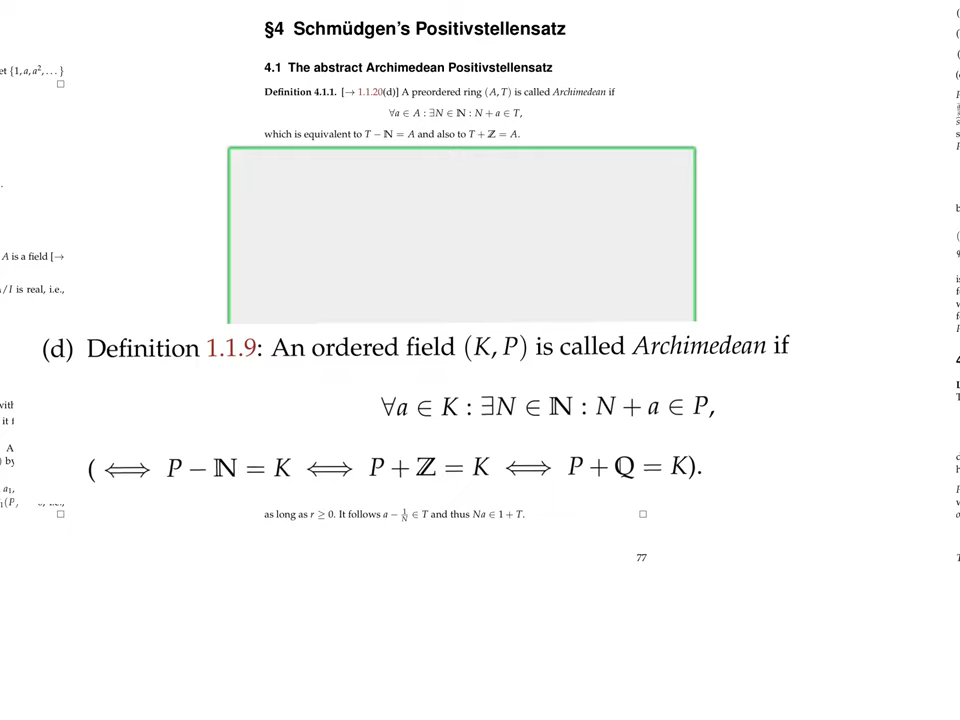 §4 Schmüdgen's Positivstellensatz
4.1 The abstract Archimedean Positivstellensatz
Definition 4.1.1. [→ 1.1.20(d)] A preordered ring (A, T) is called Archimedean if
∀a ∈ A : ∃N ∈ ℕ : N + a ∈ T,
which is equivalent to T − ℕ = A and also to T + ℤ = A.
et {1, a, a², . . . }
□
A is a field [→
/I is real, i.e.,
(d) Definition 1.1.9: An ordered field (K, P) is called Archimedean if
∀a ∈ K : ∃N ∈ ℕ : N + a ∈ P,
( ⟺ P − ℕ = K ⟺ P + ℤ = K ⟺ P + ℚ = K).
as long as r ≥ 0. It follows a − 1/N ∈ T and thus Na ∈ 1 + T. □
□
77